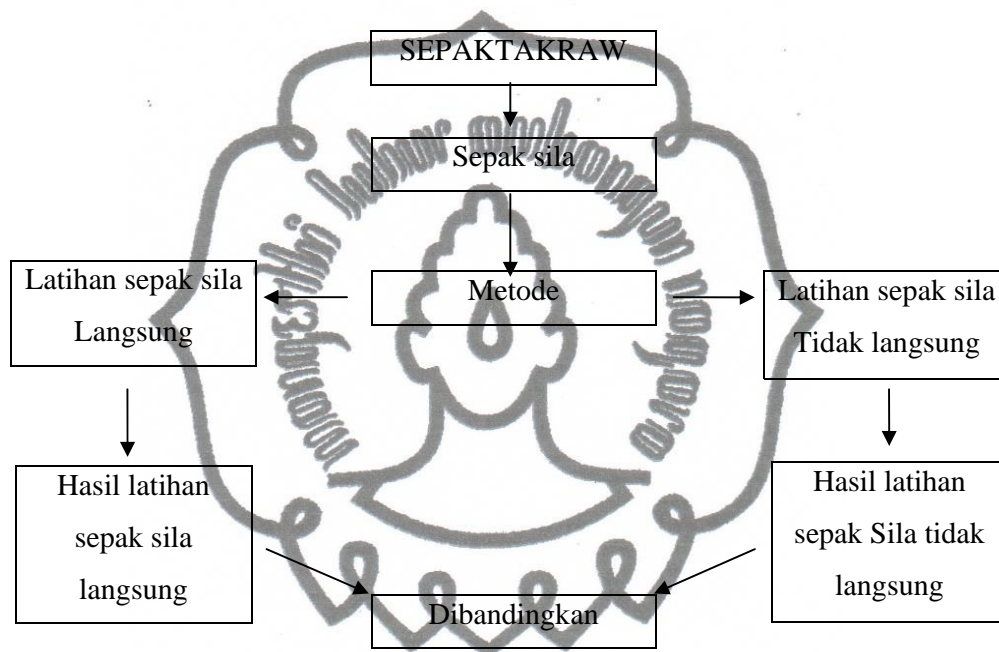 SEPAKTAKRAW
Sepak sila
Metode
Latihan sepak sila
Langsung
Latihan sepak sila
Tidak langsung
Hasil latihan
sepak sila
langsung
Hasil latihan
sepak Sila tidak
langsung
Dibandingkan